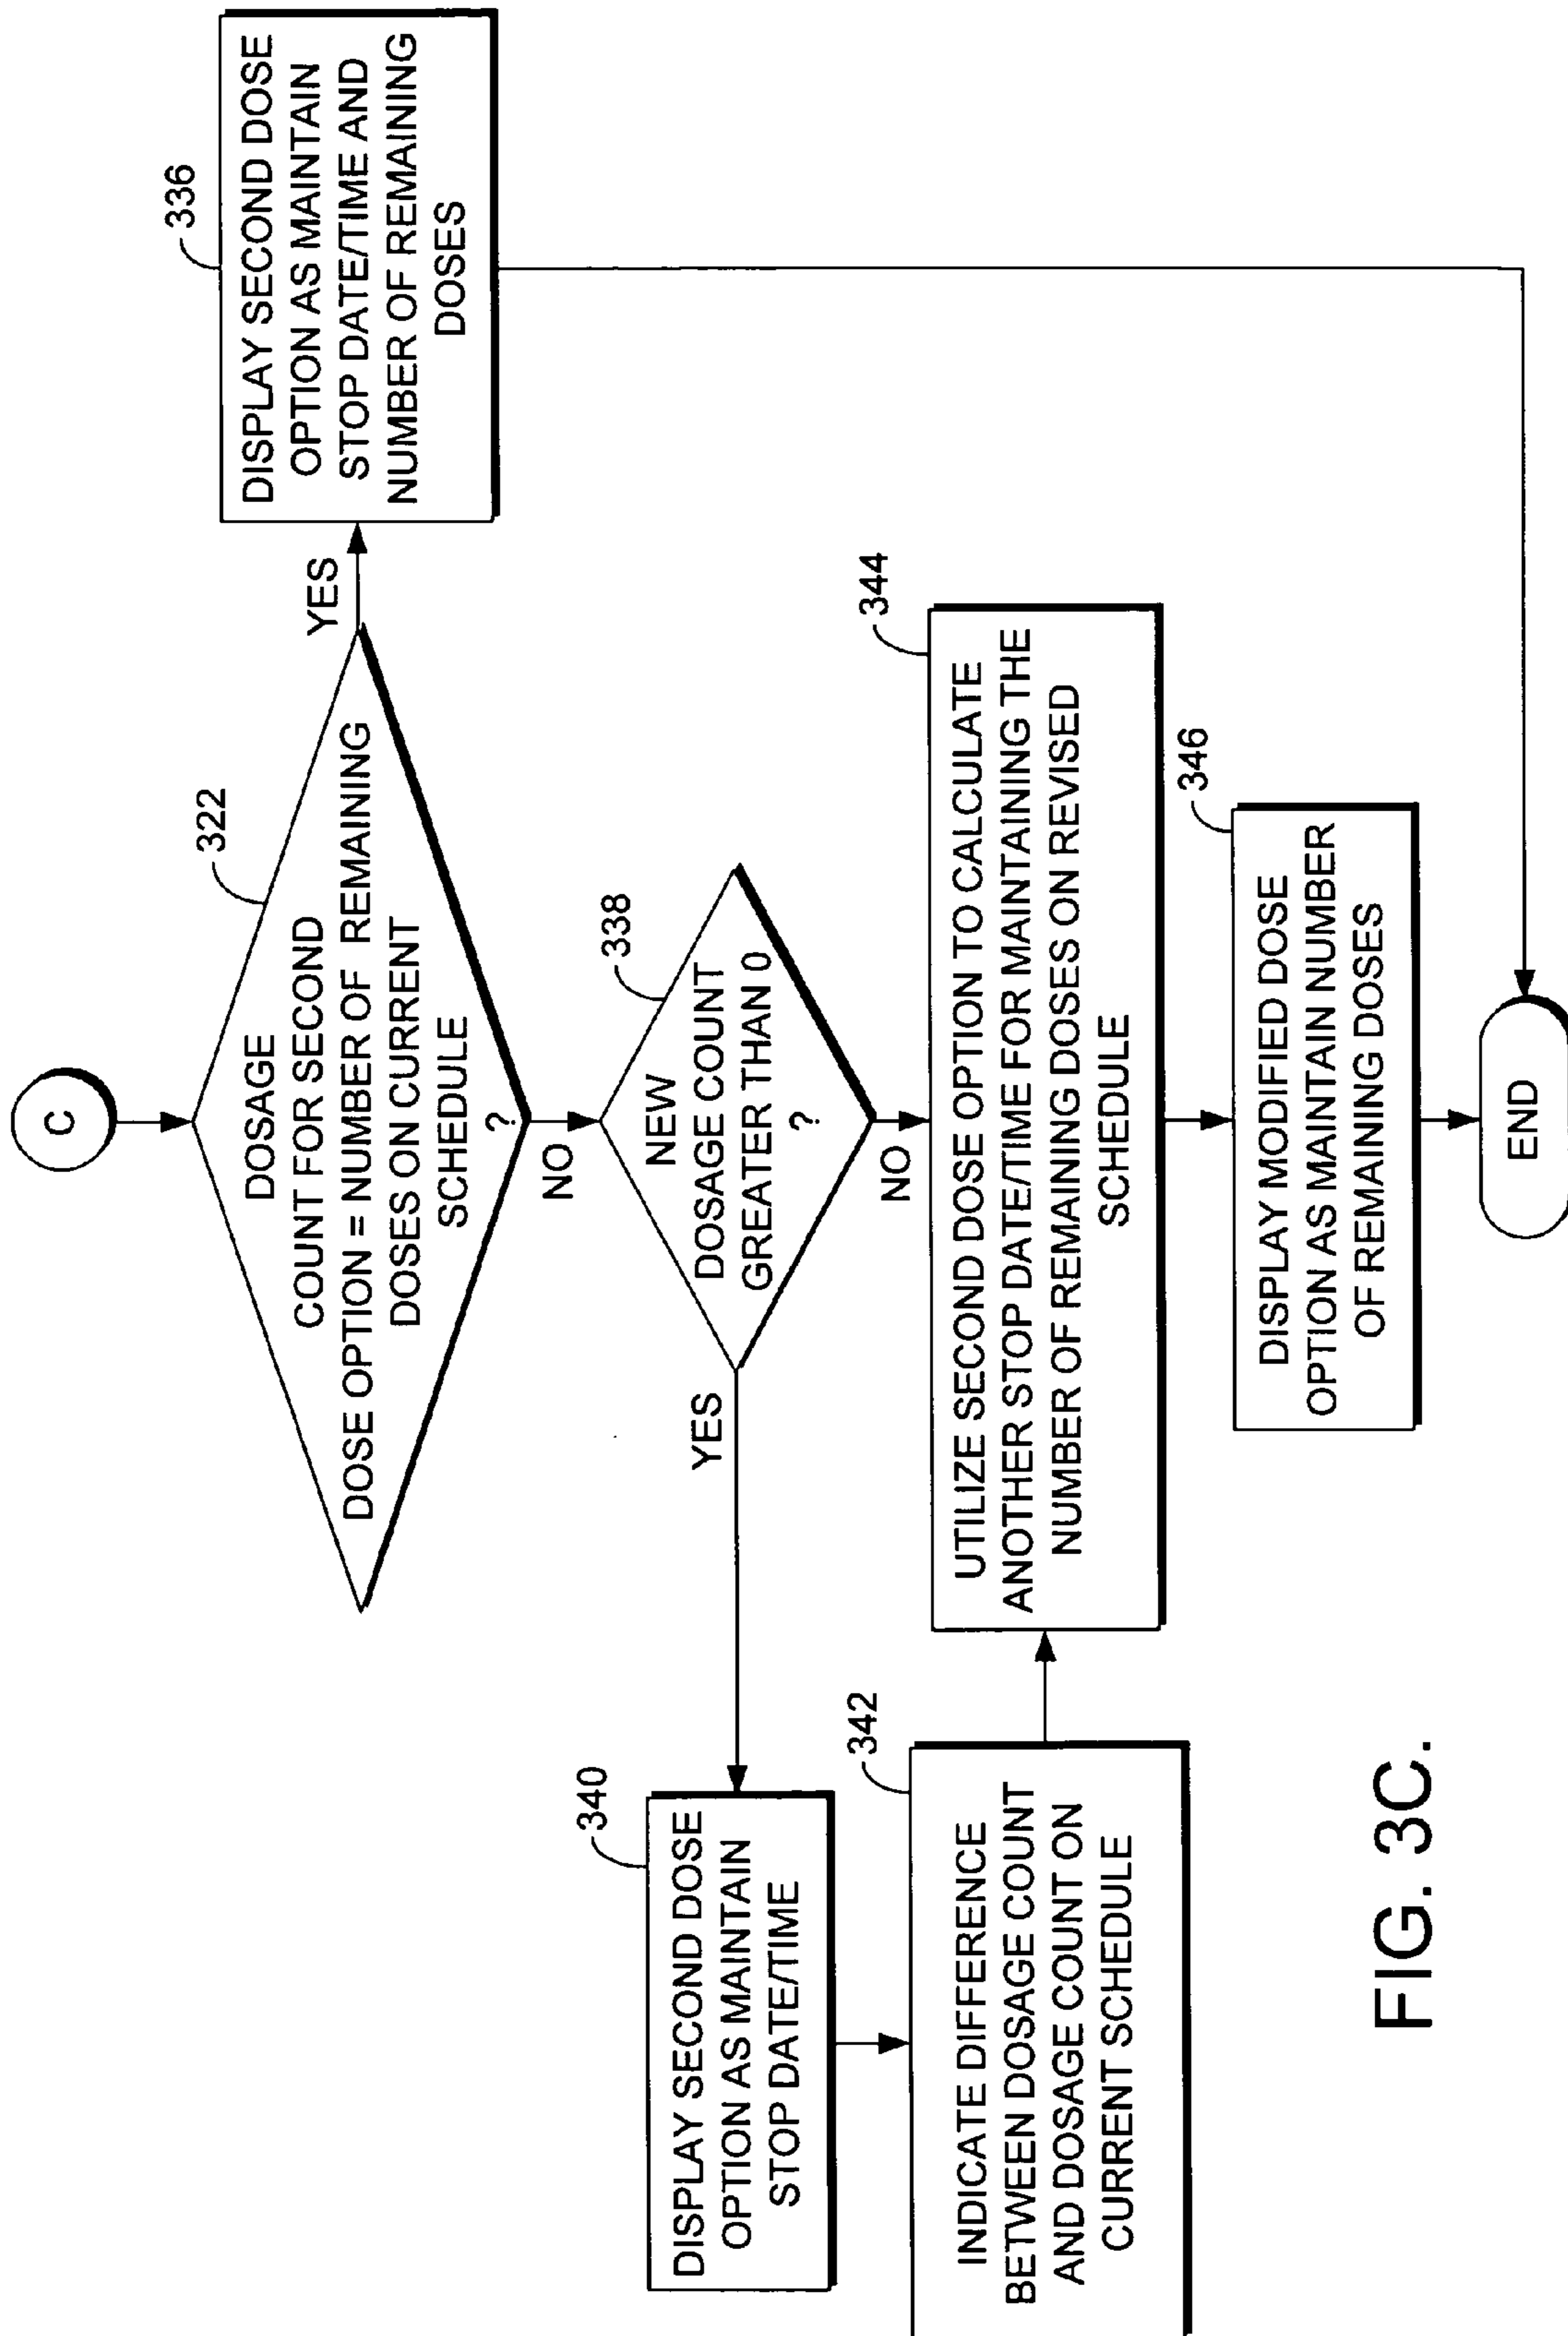 C
322
DOSAGE
COUNT FOR SECOND
DOSE OPTION = NUMBER OF REMAINING
DOSES ON CURRENT
SCHEDULE
?
YES
336
DISPLAY SECOND DOSE
OPTION AS MAINTAIN
STOP DATE/TIME AND
NUMBER OF REMAINING
DOSES
NO
338
NEW
DOSAGE COUNT
GREATER THAN 0
?
YES
340
DISPLAY SECOND DOSE
OPTION AS MAINTAIN
STOP DATE/TIME
342
INDICATE DIFFERENCE
BETWEEN DOSAGE COUNT
AND DOSAGE COUNT ON
CURRENT SCHEDULE
NO
344
UTILIZE SECOND DOSE OPTION TO CALCULATE
ANOTHER STOP DATE/TIME FOR MAINTAINING THE
NUMBER OF REMAINING DOSES ON REVISED
SCHEDULE
346
DISPLAY MODIFIED DOSE
OPTION AS MAINTAIN NUMBER
OF REMAINING DOSES
END
FIG. 3C.